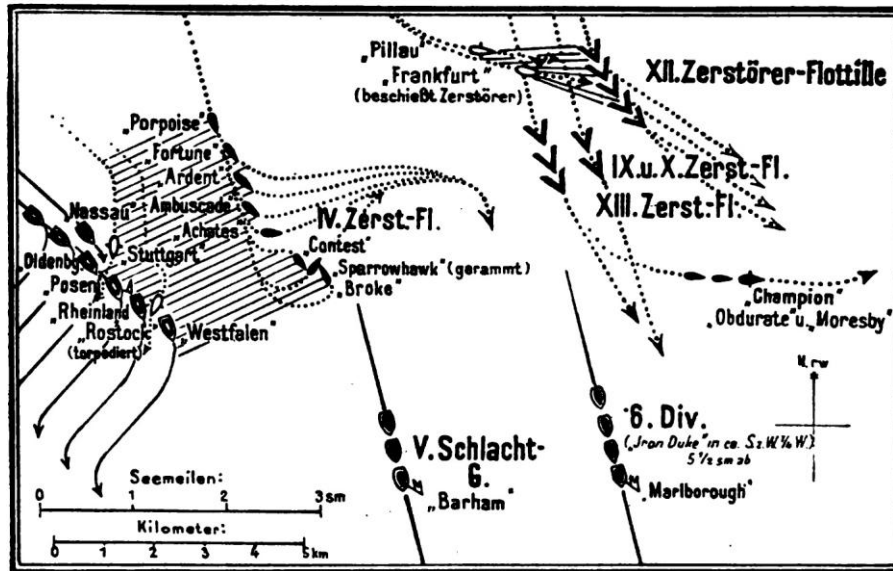 „Pillau"
„Frankfurt"
(beschießt Zerstörer)
XII. Zerstörer-Flottille
„Porpoise"
„Fortune"
„Ardent"
„Ambuscade"
„Achates"
IX. u. X. Zerst.-Fl.
XIII. Zerst.-Fl.
IV. Zerst.-Fl.
„Contest"
„Sparrowhawk" (gerammt)
„Broke"
„Nassau"
„Stuttgart"
„Oldenbg."
„Posen"
„Rheinland"
„Rostock"
(torpediert)
„Westfalen"
„Champion"
„Obdurate" u. „Moresby"
N. rw
V. Schlacht-
G.
„Barham"
6. Div.
(„Iron Duke" in ca. S. z. W. ¼ W.)
5 ½ sm ab
„Marlborough"
Seemeilen:
0 1 2 3 sm
Kilometer:
0 1 2 3 4 5 km